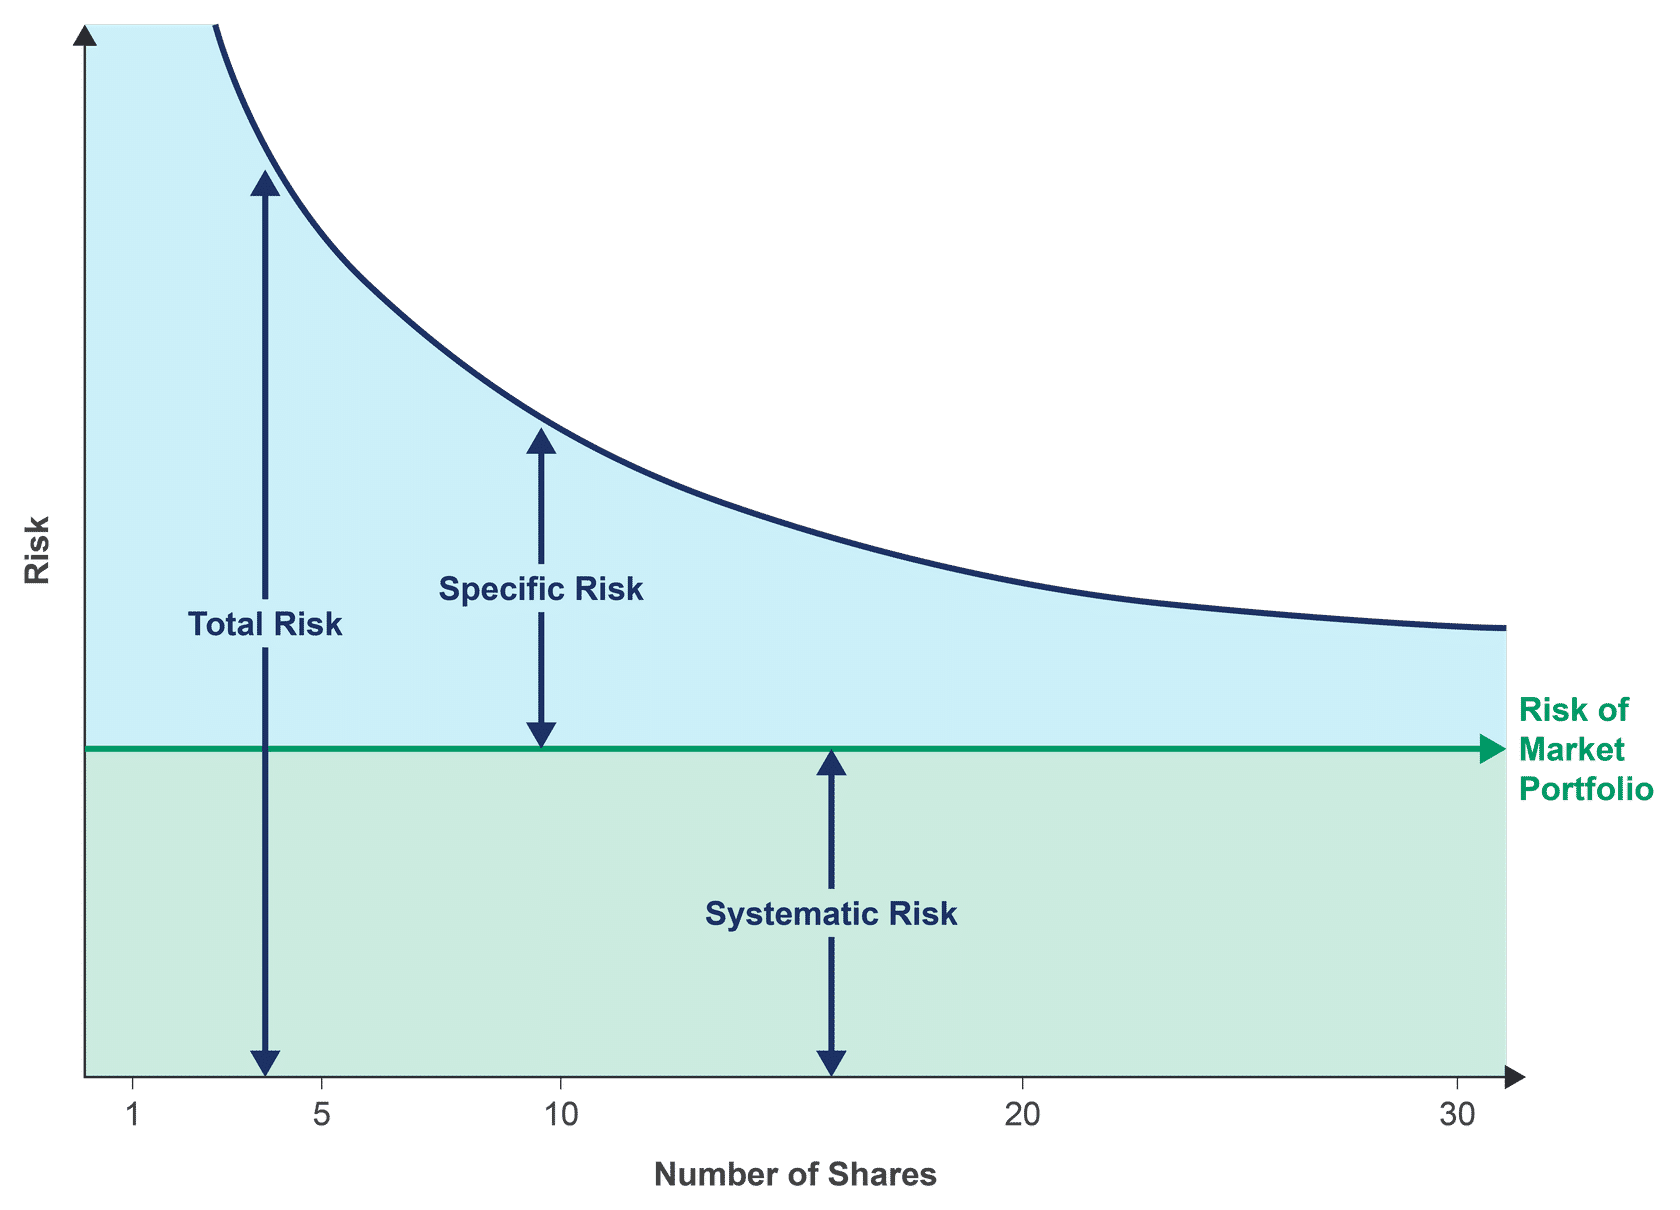 Risk
Specific Risk
Total Risk
Risk of
Market
Portfolio
Systematic Risk
1 5 10 20 30
Number of Shares